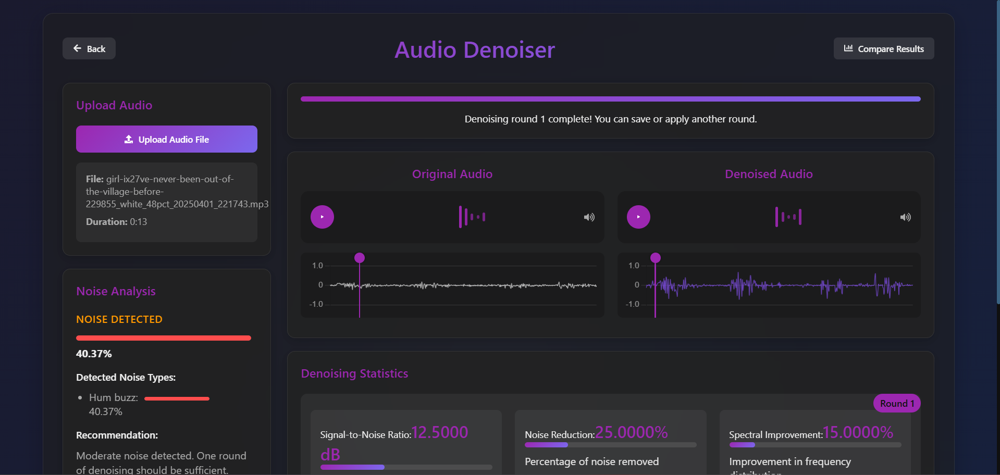 Back
Audio Denoiser
Compare Results
Upload Audio
Upload Audio File
File: girl-ix27ve-never-been-out-of-
the-village-before-
229855_white_48pct_20250401_221743.mp3
Duration: 0:13
Noise Analysis
NOISE DETECTED
40.37%
Detected Noise Types:
Hum buzz:
40.37%
Recommendation:
Moderate noise detected. One round
of denoising should be sufficient.
Denoising round 1 complete! You can save or apply another round.
Original Audio
1.0
0
-1.0
Denoised Audio
1.0
0
-1.0
Denoising Statistics
Round 1
Signal-to-Noise Ratio:12.5000
dB
Noise Reduction:25.0000%
Percentage of noise removed
Spectral Improvement:15.0000%
Improvement in frequency